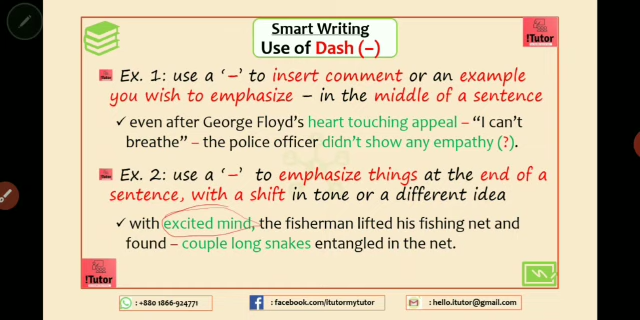 Smart Writing
Use of Dash (–)
!Tutor
Ex. 1: use a ‘–’ to insert comment or an example
you wish to emphasize – in the middle of a sentence
✓ even after George Floyd's heart touching appeal – “I can't
breathe” – the police officer didn't show any empathy (?).
Ex. 2: use a ‘–’ to emphasize things at the end of a
sentence, with a shift in tone or a different idea
✓ with excited mind, the fisherman lifted his fishing net and
found – couple long snakes entangled in the net.
!Tutor
: +880 1866-924771
: facebook.com/itutormytutor
: hello.itutor@gmail.com